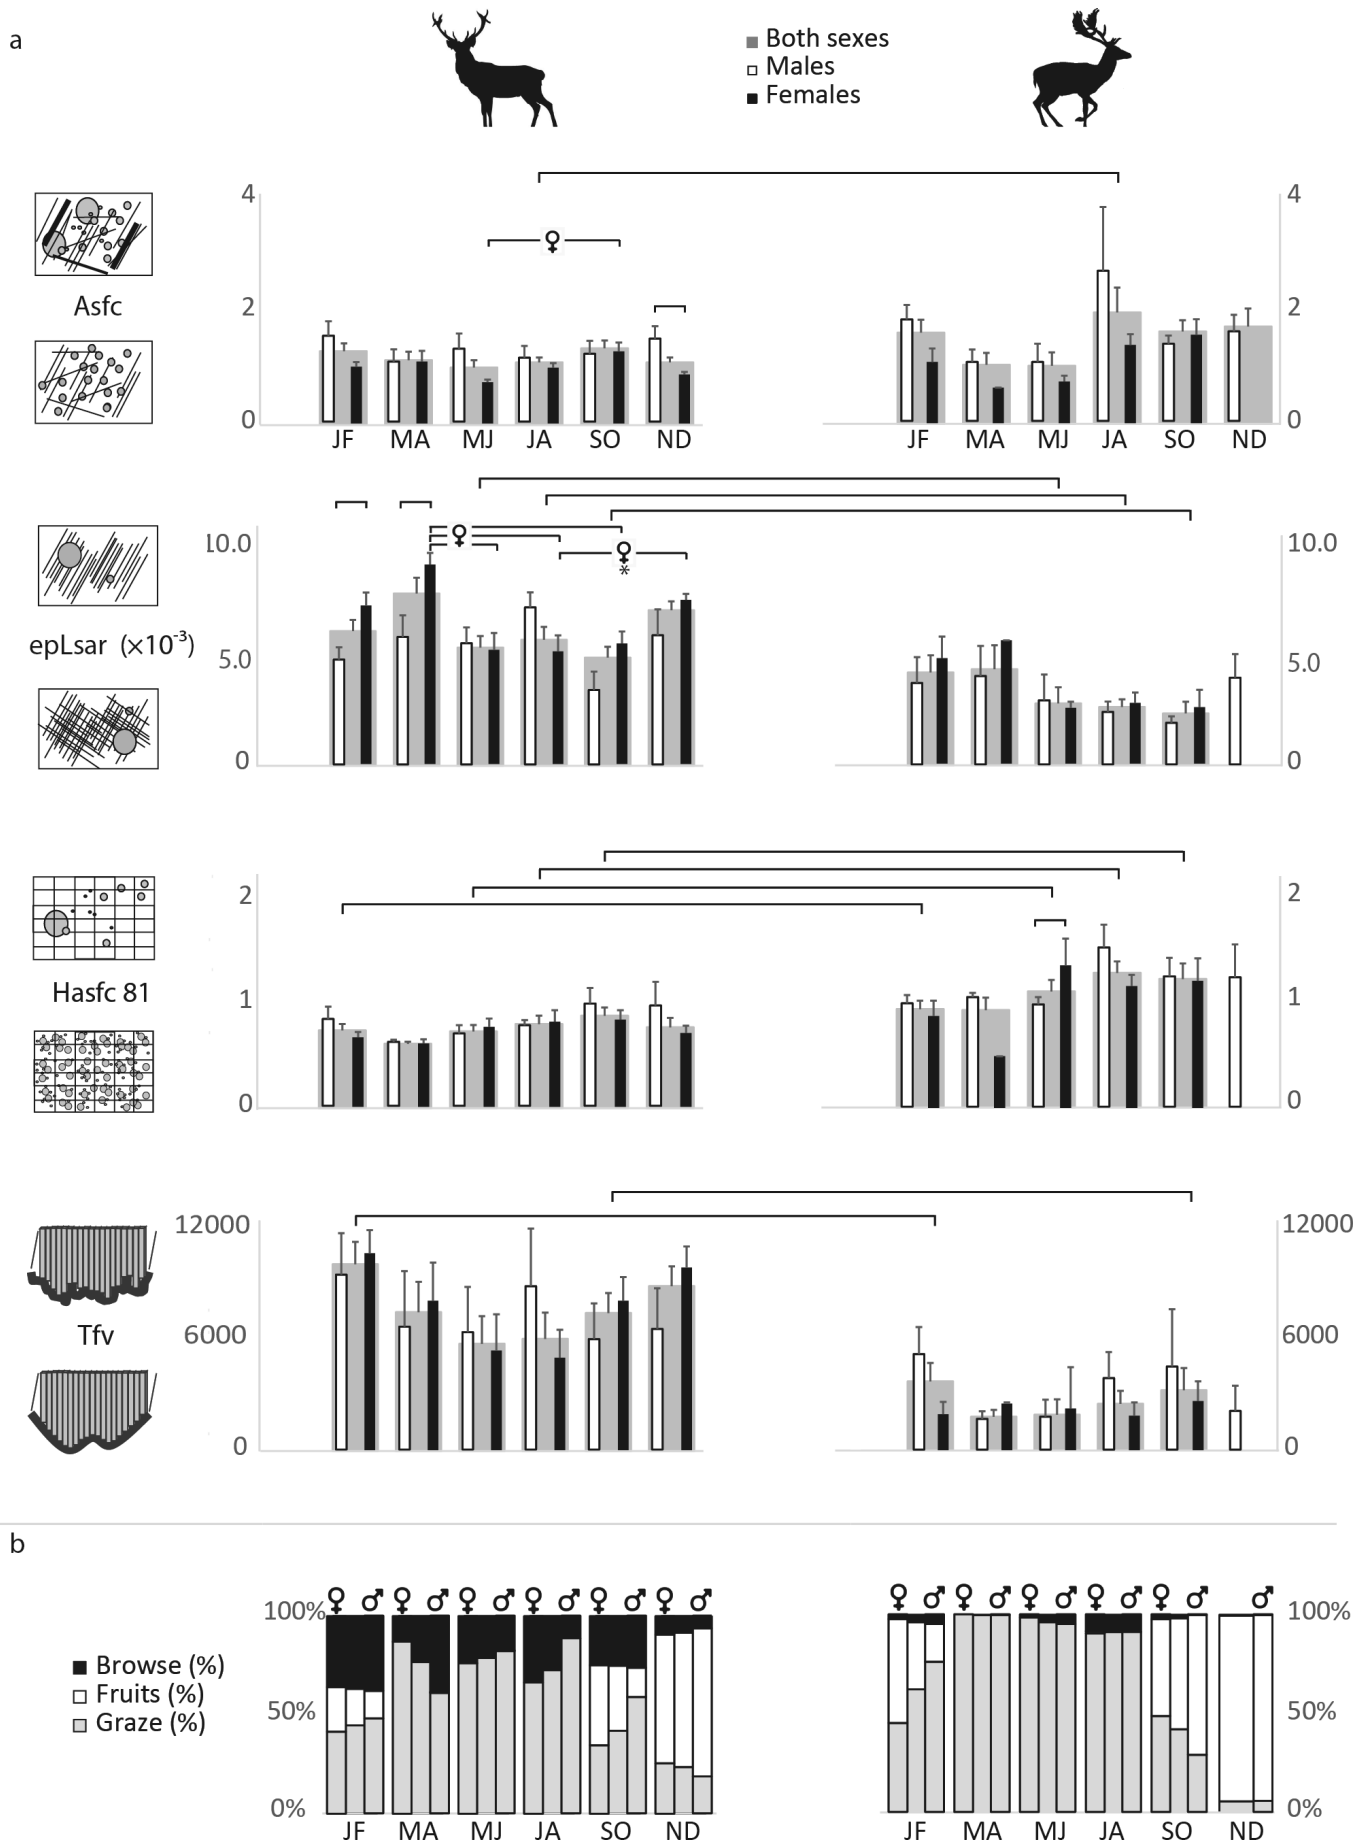 a
Both sexes
Males
Females
4
4
Asfc
2
2
0
0
JF MA MJ JA SO ND
JF MA MJ JA SO ND
10.0
10.0
*
epLsar (×10⁻³)
5.0
5.0
0
0
2
2
Hasfc 81
1
1
0
0
12000
12000
Tfv
6000
6000
0
0
b
♀ ♂ ♀ ♂ ♀ ♂ ♀ ♂ ♀ ♂ ♀ ♂
♀ ♂ ♀ ♂ ♀ ♂ ♀ ♂ ♀ ♂ ♂
100%
100%
Browse (%)
Fruits (%)
50%
50%
Graze (%)
0%
0%
JF MA MJ JA SO ND
JF MA MJ JA SO ND